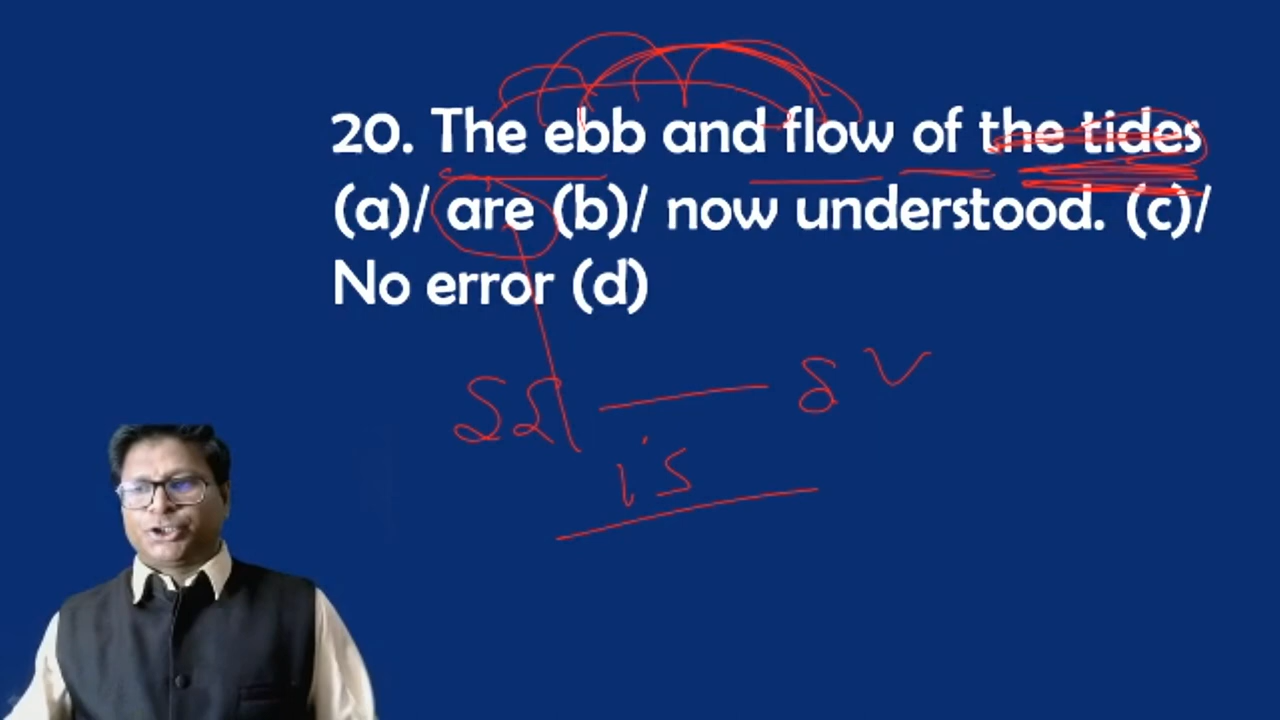 20. The ebb and flow of the tides
(a)/ are (b)/ now understood. (c)/
No error (d)
S V
is